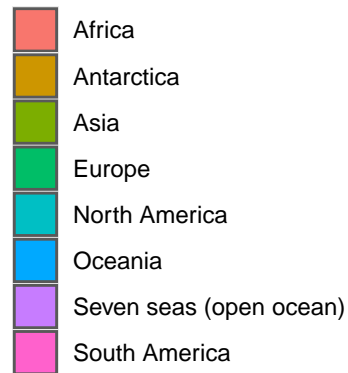 Africa
Antarctica
Asia
Europe
North America
Oceania
Seven seas (open ocean)
South America